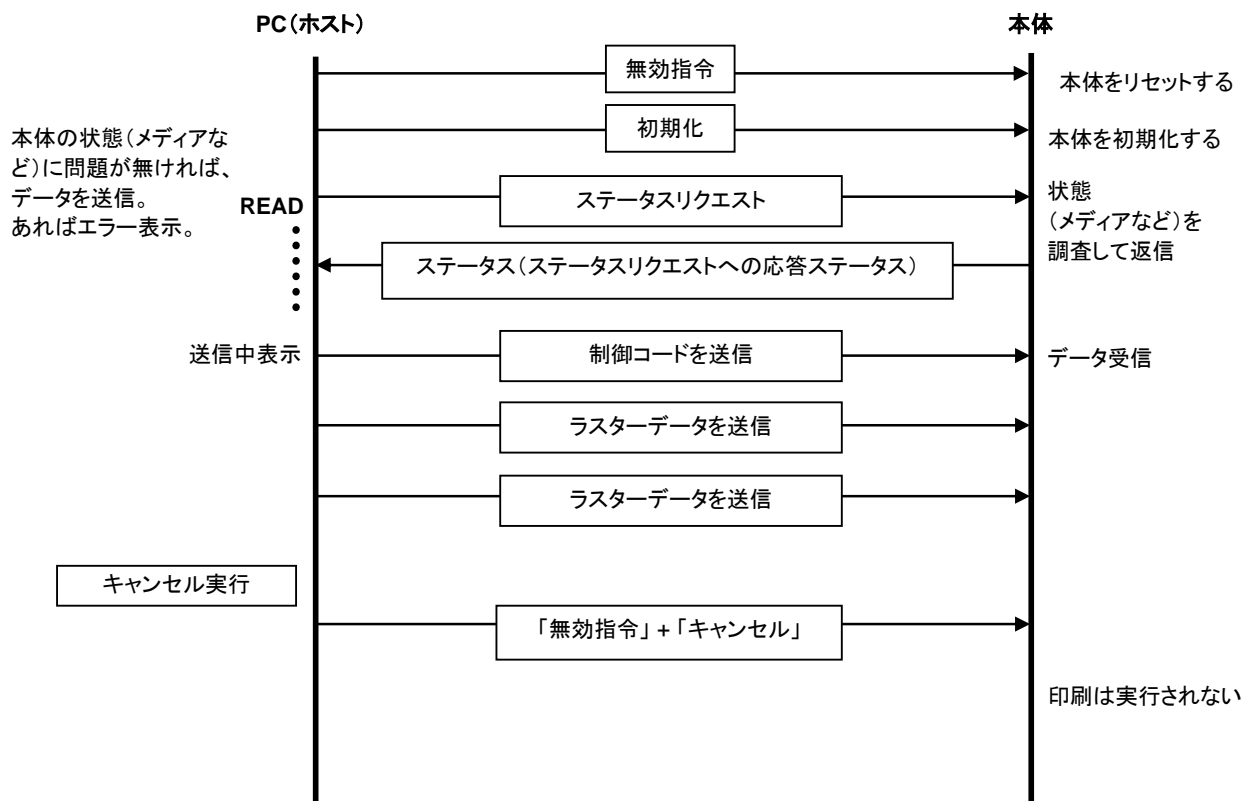 PC(ホスト)
本体
無効指令
本体をリセットする
初期化
本体を初期化する
本体の状態(メディアな
ど)に問題が無ければ、
データを送信。
あればエラー表示。
READ
ステータスリクエスト
状態
(メディアなど)を
調査して返信
ステータス(ステータスリクエストへの応答ステータス)
送信中表示
制御コードを送信
データ受信
ラスターデータを送信
ラスターデータを送信
キャンセル実行
「無効指令」+「キャンセル」
印刷は実行されない